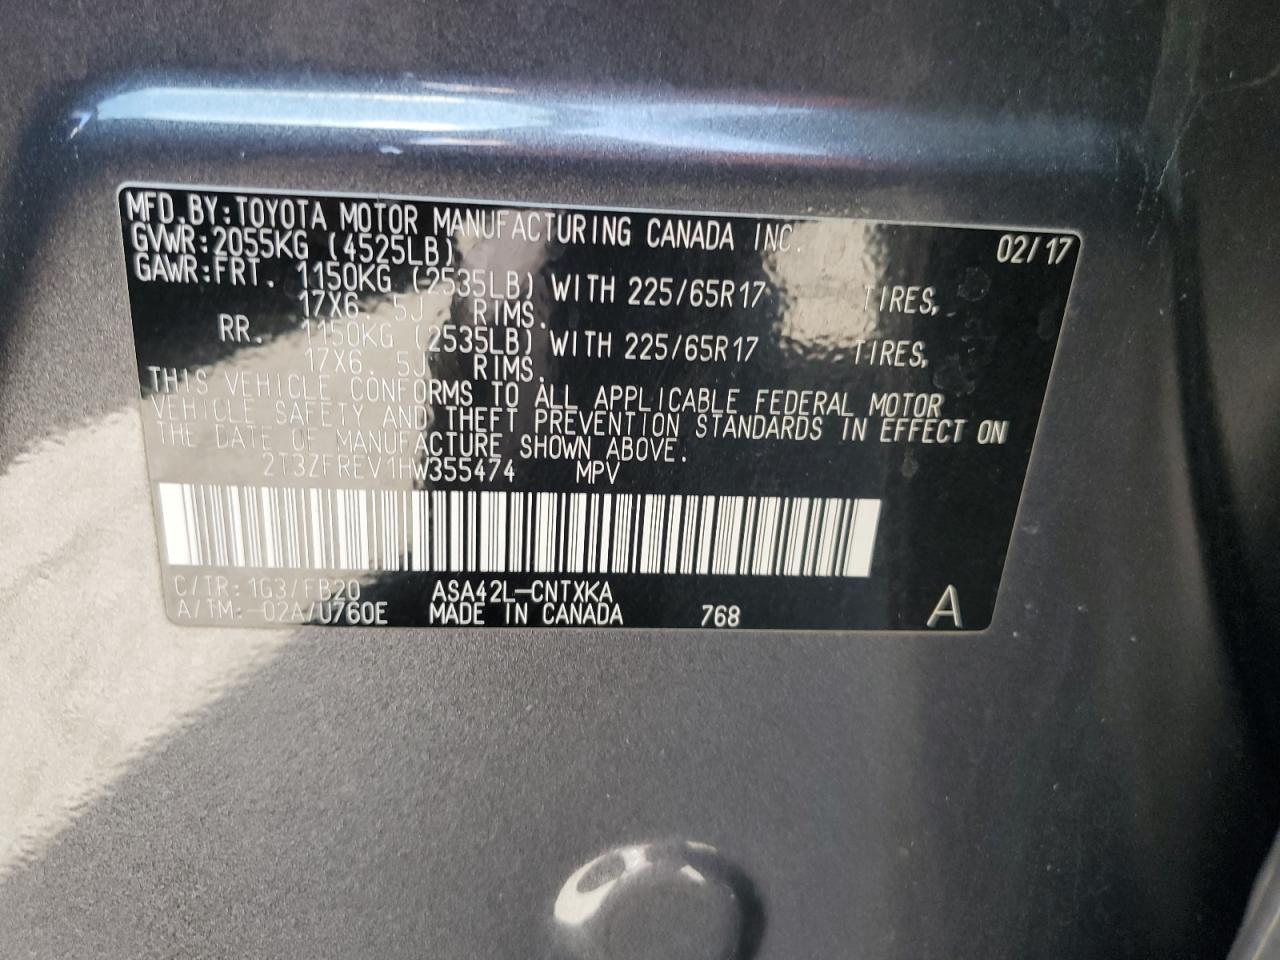 MFD.BY:TOYOTA MOTOR MANUFACTURING CANADA INC. 02/17
GVWR:2055KG (4525LB)
GAWR:FRT. 1150KG (2535LB) WITH 225/65R17 TIRES,
17X6.5J RIMS.
RR. 1150KG (2535LB) WITH 225/65R17 TIRES,
17X6.5J RIMS.
THIS VEHICLE CONFORMS TO ALL APPLICABLE FEDERAL MOTOR
VEHICLE SAFETY AND THEFT PREVENTION STANDARDS IN EFFECT ON
THE DATE OF MANUFACTURE SHOWN ABOVE.
2T3ZFREV1HW355474 MPV
C/TR: 1G3/FB20 ASA42L-CNTXKA
A/TM: -02A/U760E MADE IN CANADA 768 A